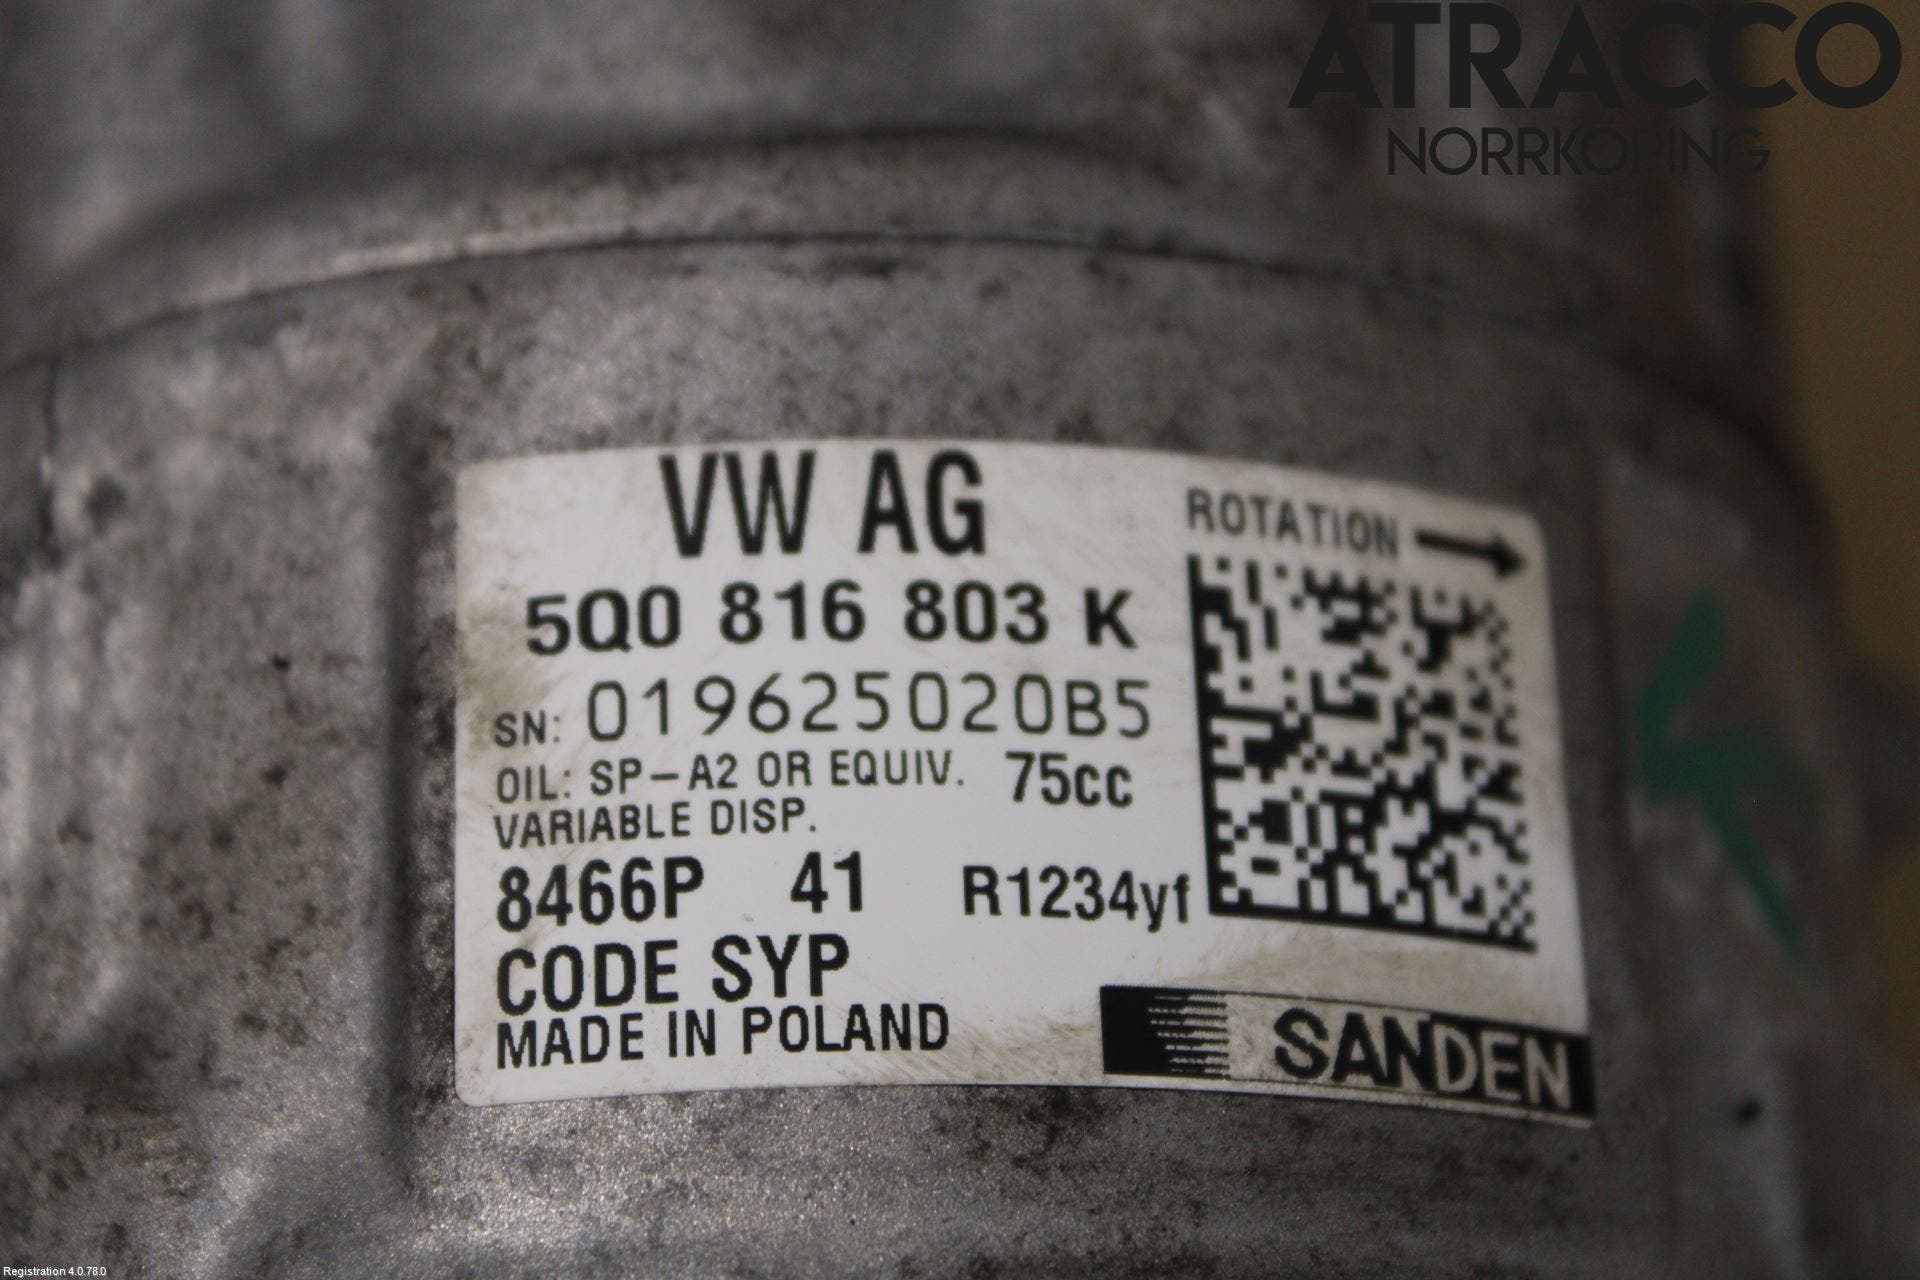 ATRACCO
NORRKÖPING
VW AG
ROTATION
5Q0 816 803 K
SN: 019625020B5
OIL: SP-A2 OR EQUIV. 75cc
VARIABLE DISP.
8466P 41 R1234yf
CODE SYP
MADE IN POLAND
SANDEN
Registration 4.0.78.0